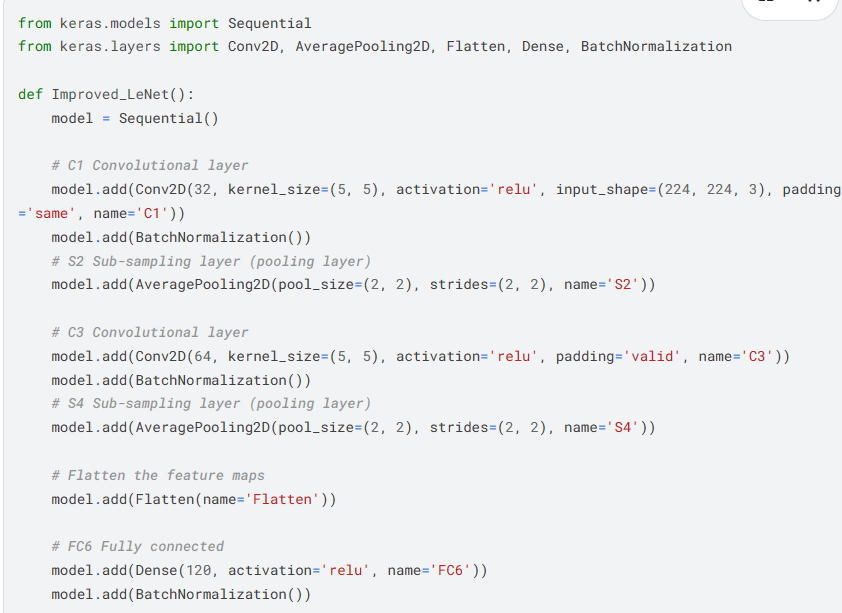 from keras.models import Sequential
from keras.layers import Conv2D, AveragePooling2D, Flatten, Dense, BatchNormalization
def Improved_LeNet():
    model = Sequential()
    # C1 Convolutional layer
    model.add(Conv2D(32, kernel_size=(5, 5), activation='relu', input_shape=(224, 224, 3), padding
='same', name='C1'))
    model.add(BatchNormalization())
    # S2 Sub-sampling layer (pooling layer)
    model.add(AveragePooling2D(pool_size=(2, 2), strides=(2, 2), name='S2'))
    # C3 Convolutional layer
    model.add(Conv2D(64, kernel_size=(5, 5), activation='relu', padding='valid', name='C3'))
    model.add(BatchNormalization())
    # S4 Sub-sampling layer (pooling layer)
    model.add(AveragePooling2D(pool_size=(2, 2), strides=(2, 2), name='S4'))
    # Flatten the feature maps
    model.add(Flatten(name='Flatten'))
    # FC6 Fully connected
    model.add(Dense(120, activation='relu', name='FC6'))
    model.add(BatchNormalization())